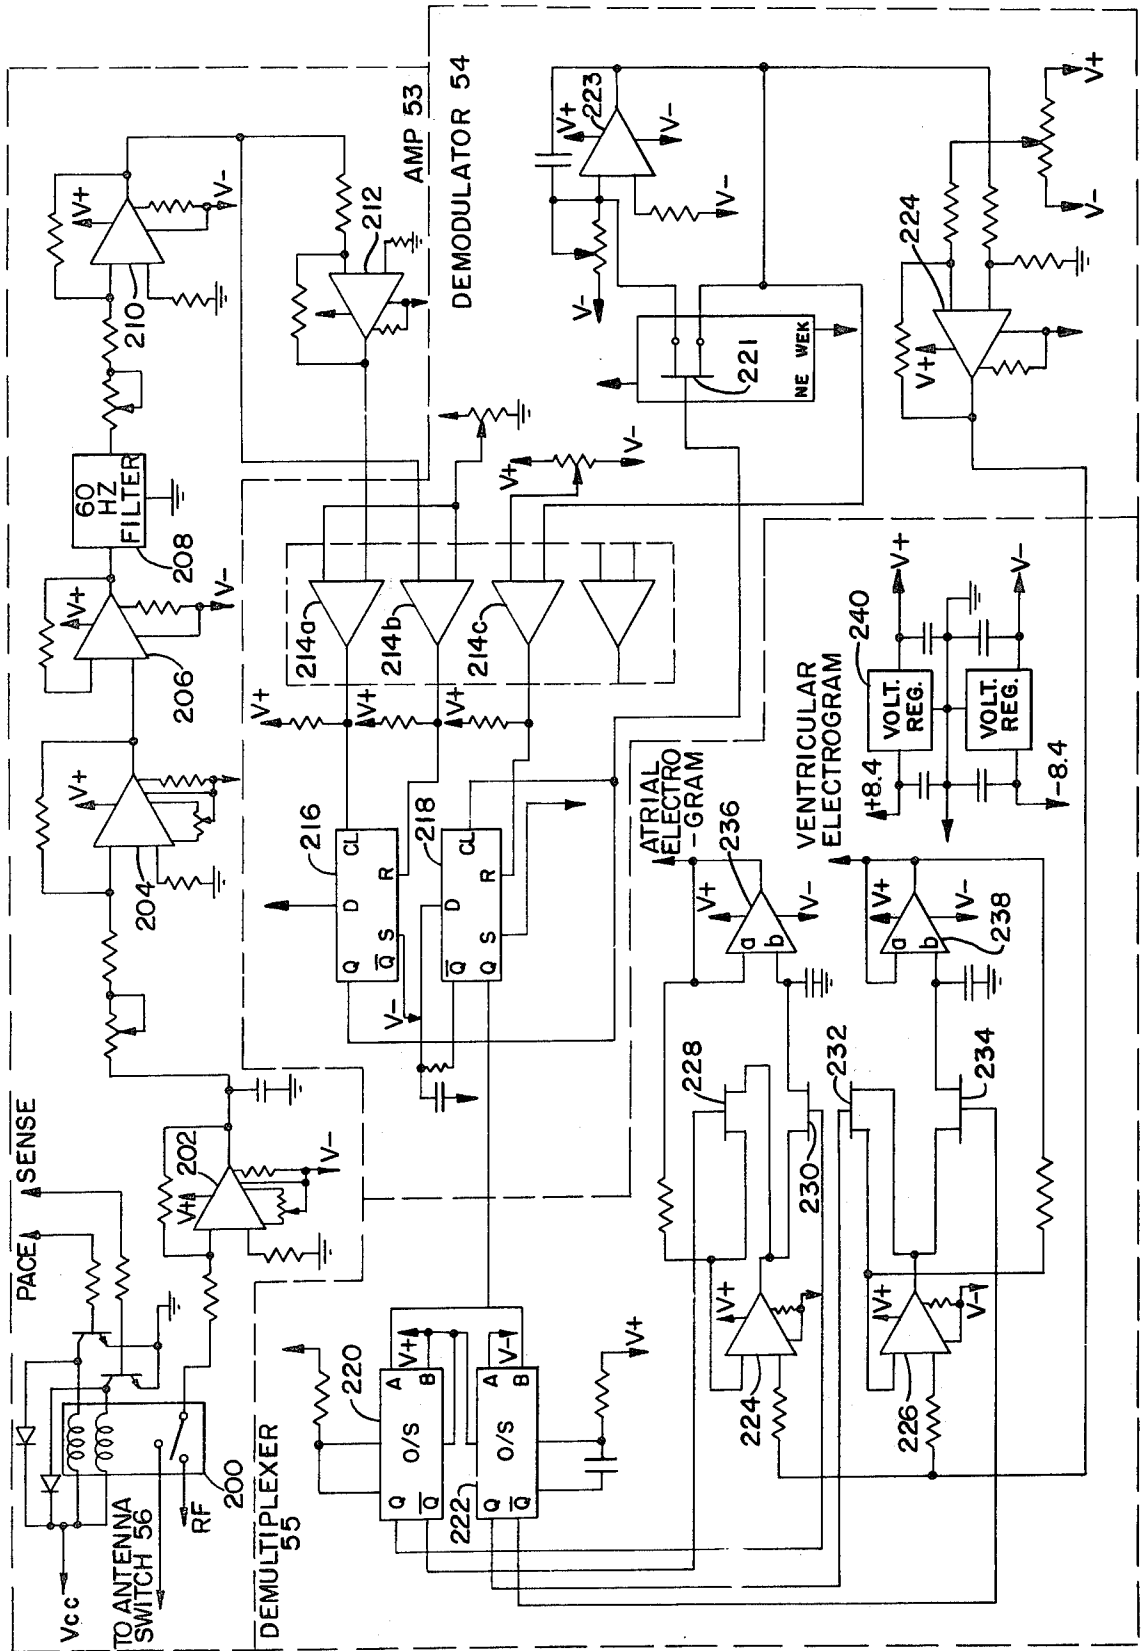 PACE
SENSE
Vcc
TO ANTENNA
SWITCH 56
RF
200
V+
202
V-
V+
204
V+
206
V-
60
HZ
FILTER
208
V+
210
V-
212
AMP 53
DEMODULATOR 54
DEMULTIPLEXER
55
214a
214b
214c
V+
V+
V+
V+
V-
216
Q
D
CL
Q̅
S
R
V-
218
Q̅
D
CL
Q
S
R
V+
223
V-
V-
V-
221
NE WEK
224
V+
V-
V+
220
A
V+
B
O/S
Q
Q̅
222
A
V-
B
O/S
Q
Q̅
V+
V+
224
228
230
V+
226
V-
232
234
ATRIAL
ELECTRO
-GRAM
V+
236
a
b
V-
VENTRICULAR
ELECTROGRAM
V+
a
b
238
V-
240
+8.4
VOLT.
REG.
V+
VOLT.
REG.
-8.4
V-